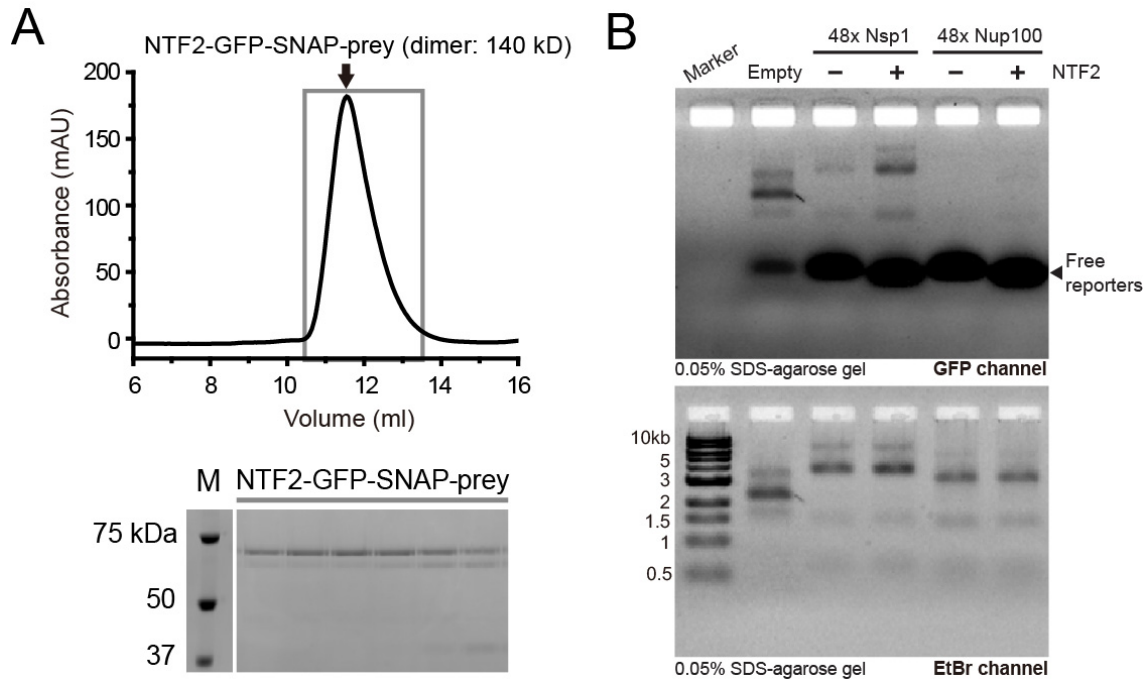 A
NTF2-GFP-SNAP-prey (dimer: 140 kD)
200
150
100
50
0
Absorbance (mAU)
6 8 10 12 14 16
Volume (ml)
M NTF2-GFP-SNAP-prey
75 kDa
50
37
B
48x Nsp1 48x Nup100
Marker Empty − + − + NTF2
Free
reporters
0.05% SDS-agarose gel GFP channel
10kb
5
3
2
1.5
1
0.5
0.05% SDS-agarose gel EtBr channel